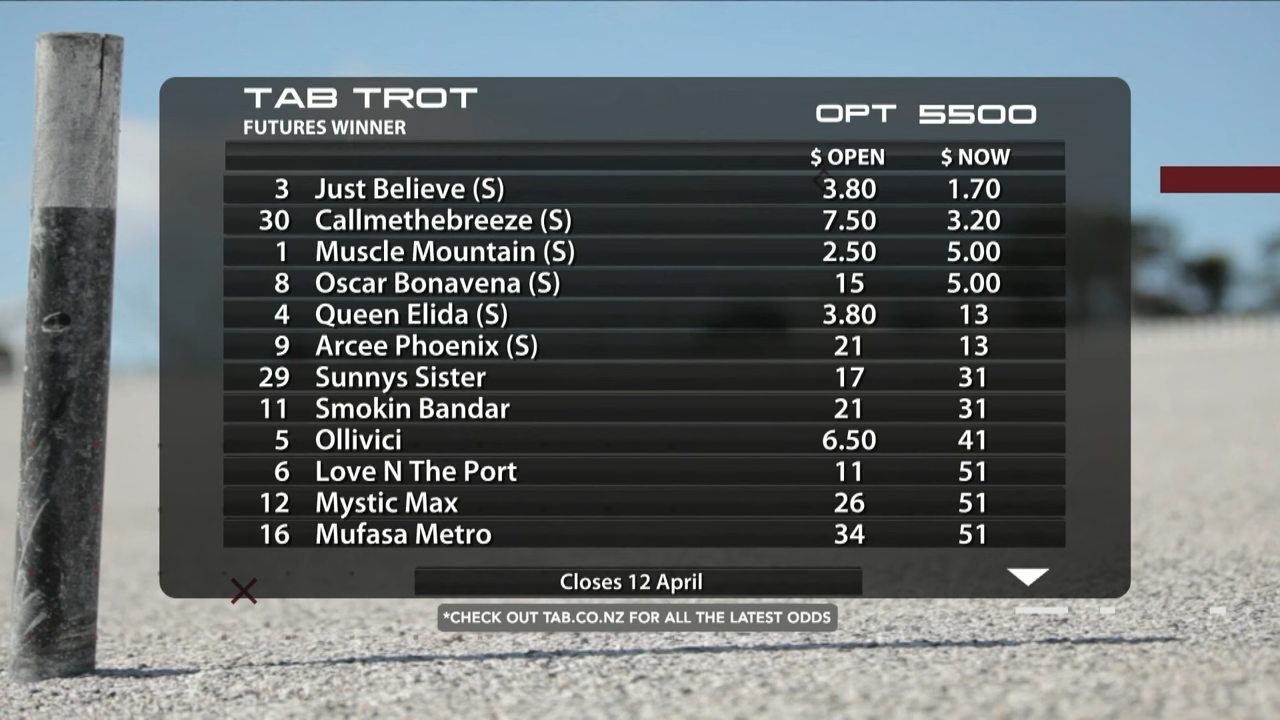 TAB TROT
FUTURES WINNER
OPT 5500
$ OPEN $ NOW
3 Just Believe (S) 3.80 1.70
30 Callmethebreeze (S) 7.50 3.20
1 Muscle Mountain (S) 2.50 5.00
8 Oscar Bonavena (S) 15 5.00
4 Queen Elida (S) 3.80 13
9 Arcee Phoenix (S) 21 13
29 Sunnys Sister 17 31
11 Smokin Bandar 21 31
5 Ollivici 6.50 41
6 Love N The Port 11 51
12 Mystic Max 26 51
16 Mufasa Metro 34 51
Closes 12 April
*CHECK OUT TAB.CO.NZ FOR ALL THE LATEST ODDS